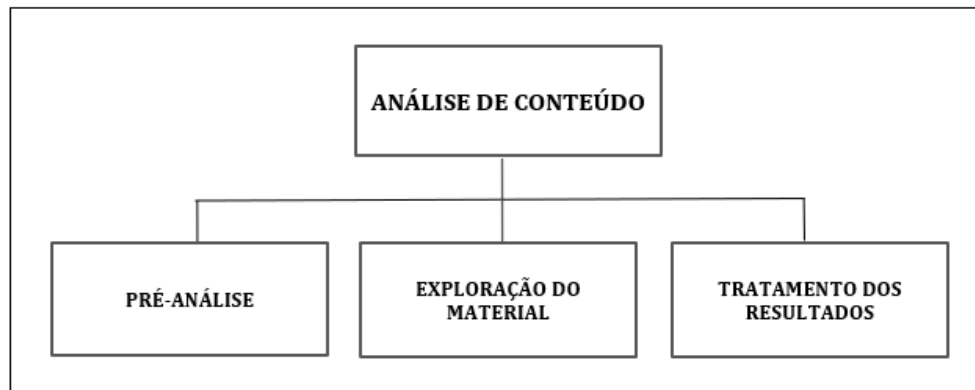 ANÁLISE DE CONTEÚDO
PRÉ-ANÁLISE
EXPLORAÇÃO DO
MATERIAL
TRATAMENTO DOS
RESULTADOS